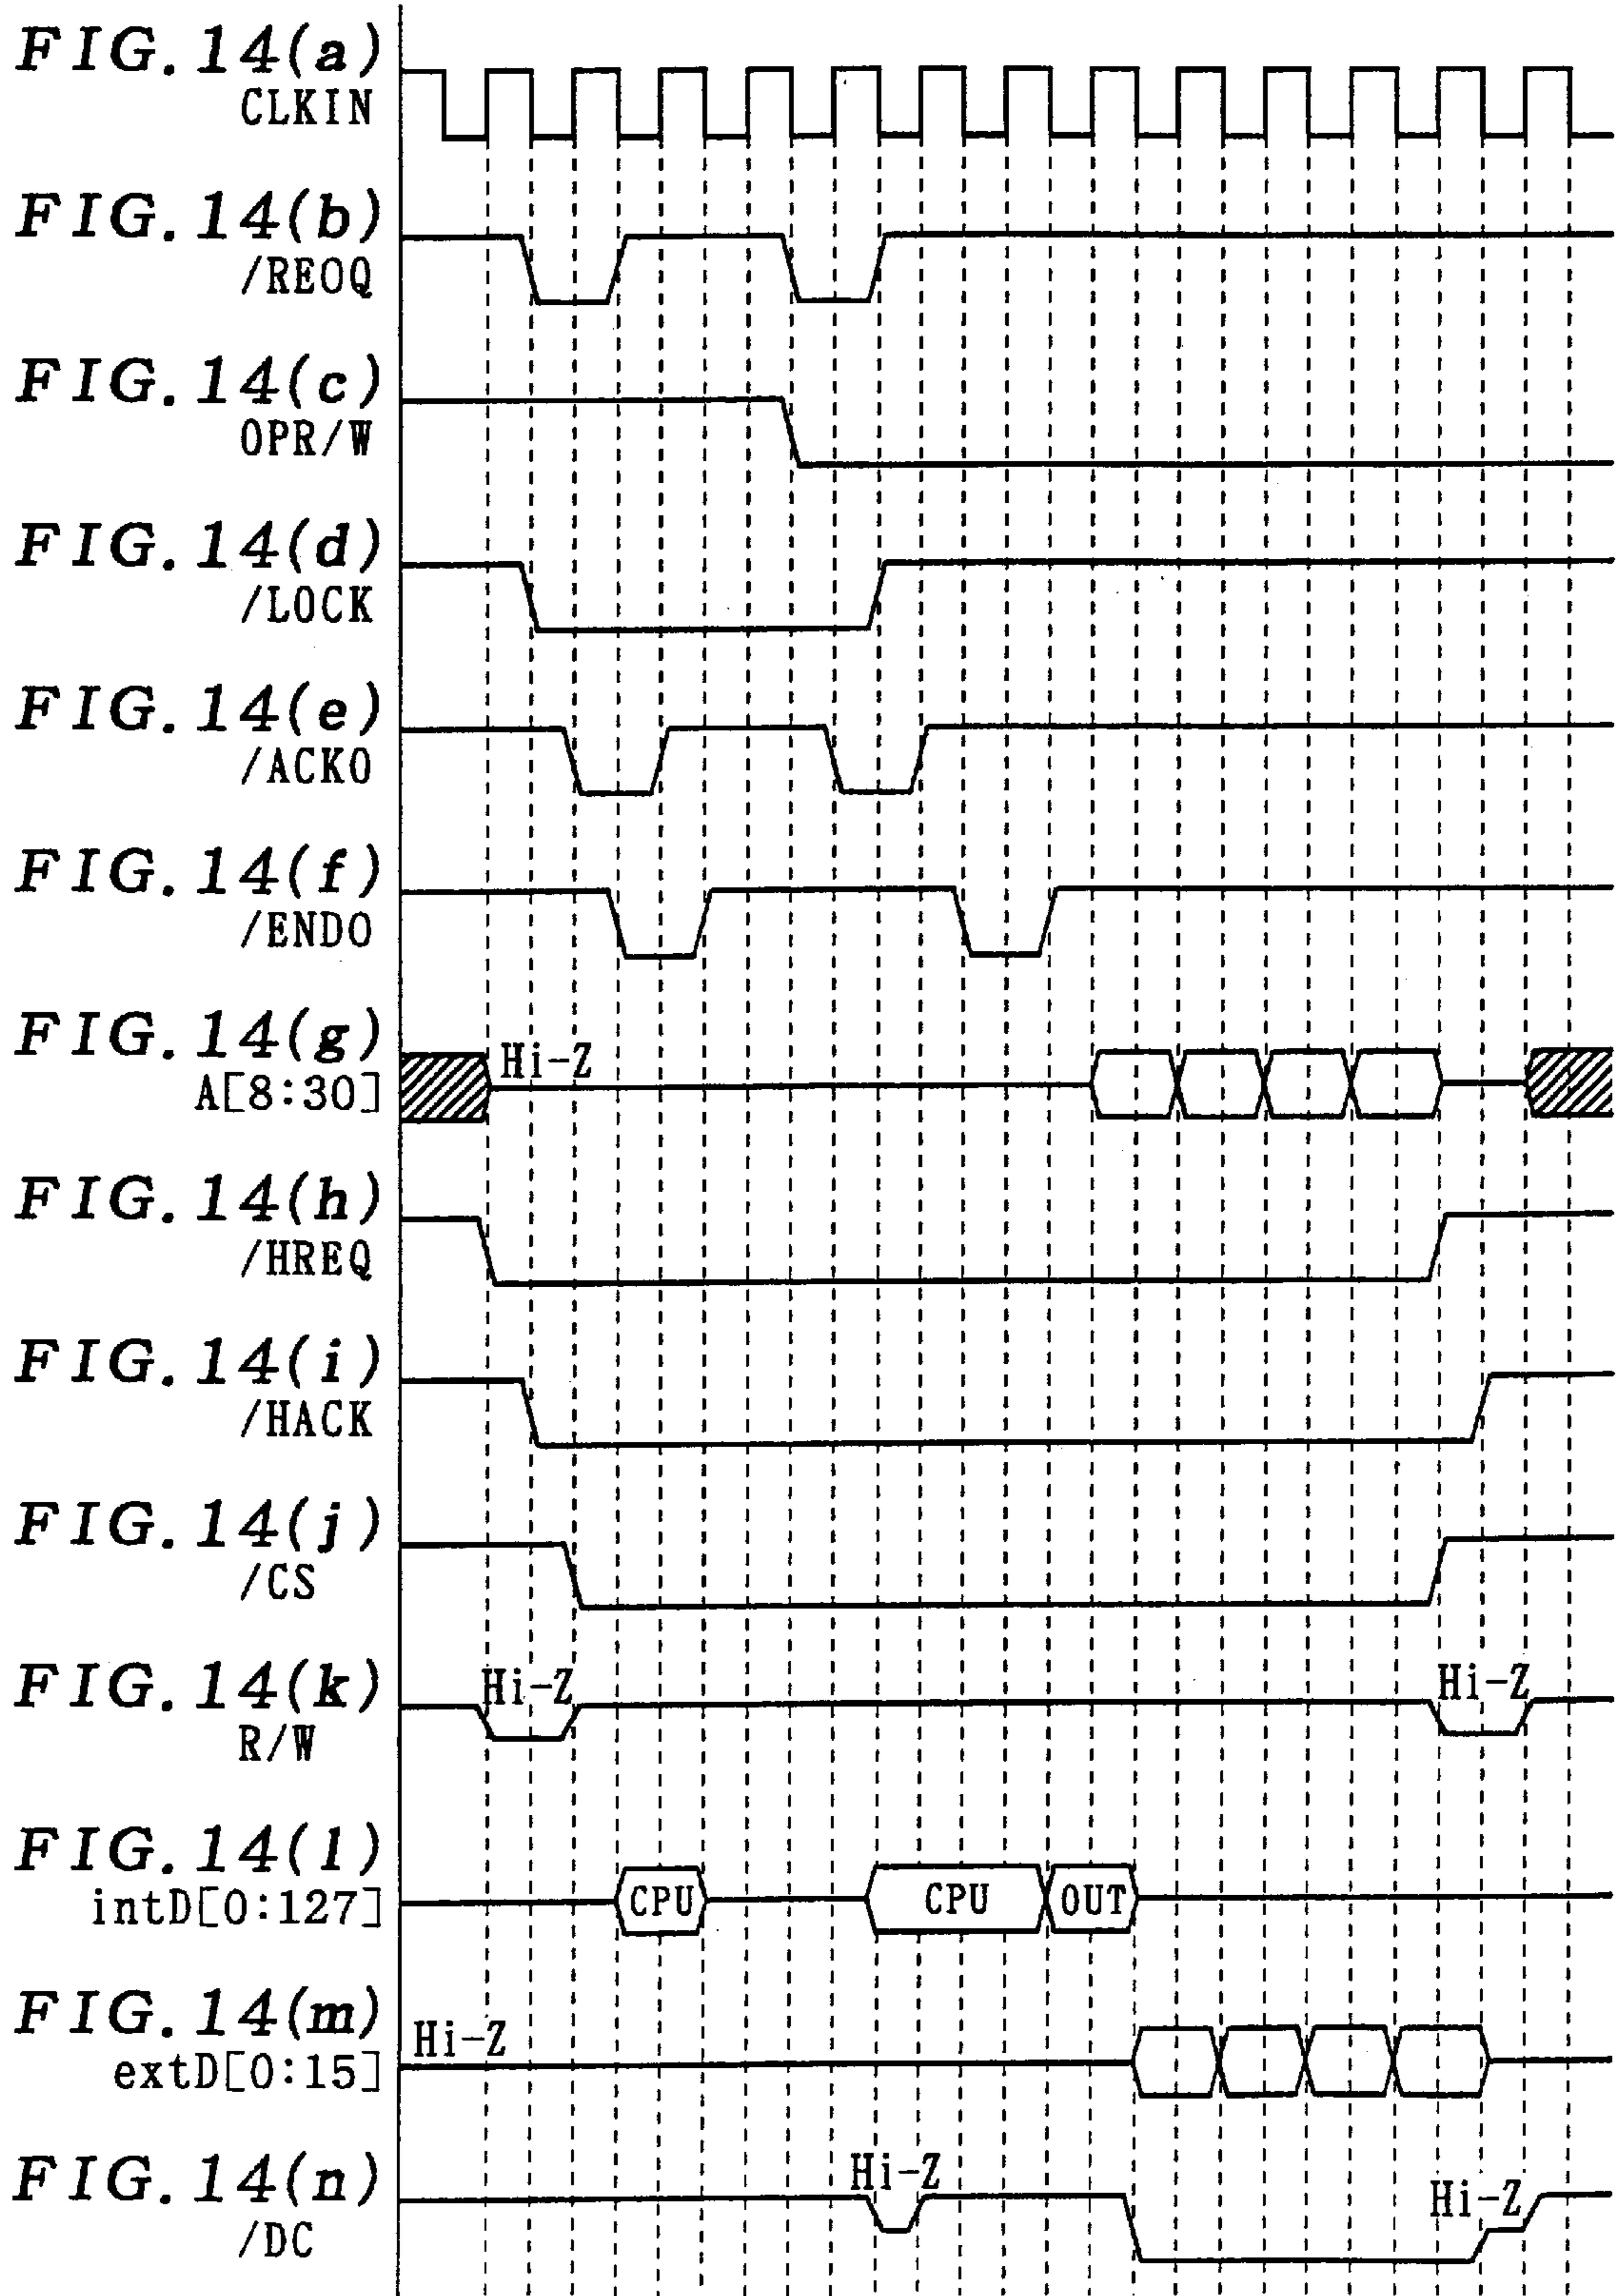 FIG. 14(a)
CLKIN
FIG. 14(b)
/REOQ
FIG. 14(c)
OPR/W
FIG. 14(d)
/LOCK
FIG. 14(e)
/ACKO
FIG. 14(f)
/ENDO
FIG. 14(g)
A[8:30]
Hi-Z
FIG. 14(h)
/HREQ
FIG. 14(i)
/HACK
FIG. 14(j)
/CS
FIG. 14(k)
R/W
Hi-Z
Hi-Z
FIG. 14(l)
intD[0:127]
CPU
CPU
OUT
FIG. 14(m)
extD[0:15]
Hi-Z
FIG. 14(n)
/DC
Hi-Z
Hi-Z